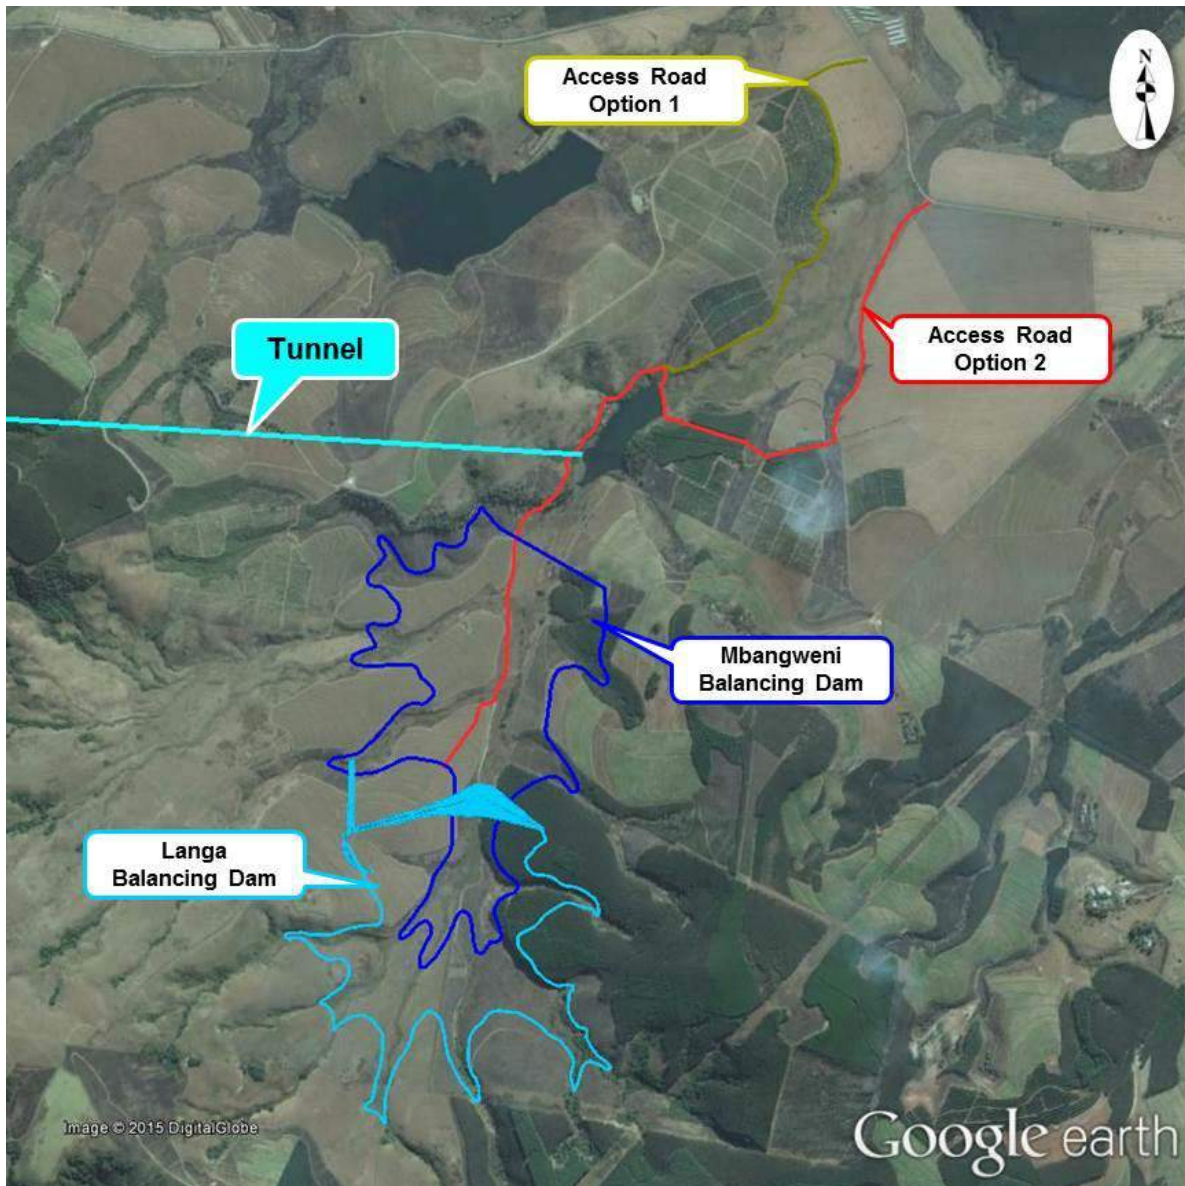 N
Access Road
Option 1
Tunnel
Access Road
Option 2
Mbangweni
Balancing Dam
Langa
Balancing Dam
Image © 2015 DigitalGlobe
Google earth